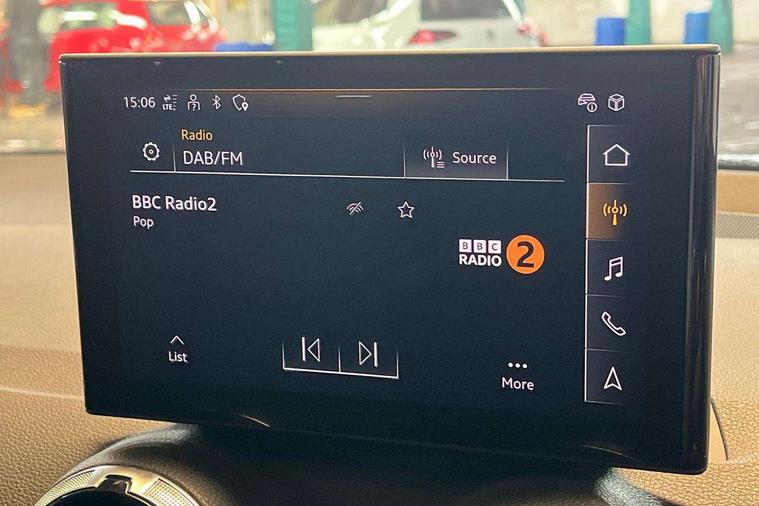 15:06 LTE
Radio
DAB/FM
Source
BBC Radio2
Pop
BBC
RADIO 2
List
More